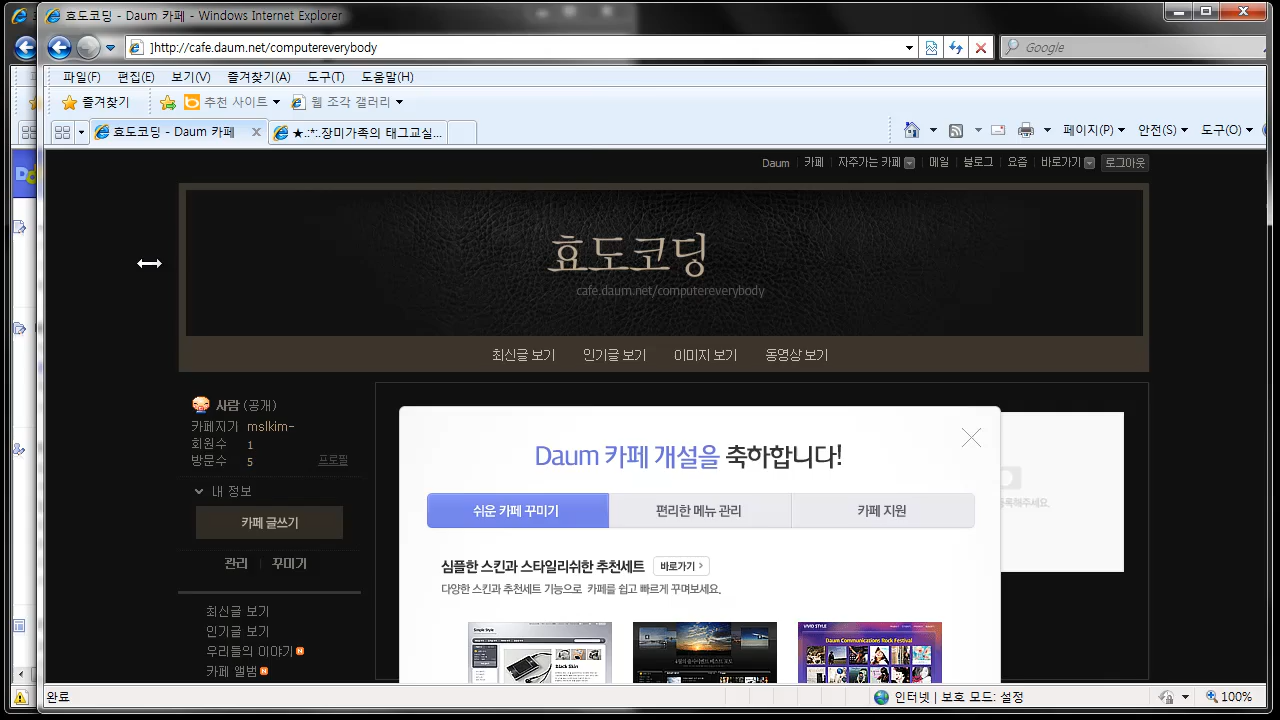 효도코딩 - Daum 카페 - Windows Internet Explorer
]http://cafe.daum.net/computereverybody
Google
파일(F) 편집(E) 보기(V) 즐겨찾기(A) 도구(T) 도움말(H)
즐겨찾기 추천 사이트 웹 조각 갤러리
효도코딩 - Daum 카페 ★.:*:.장미가족의 태그교실... 페이지(P) 안전(S) 도구(O)
Daum 카페 자주가는 카페 메일 블로그 요즘 바로가기 로그아웃
효도코딩
cafe.daum.net/computereverybody
최신글 보기 인기글 보기 이미지 보기 동영상 보기
사람 (공개)
카페지기 mslkim-
회원수 1
방문수 5 프로필
내 정보
카페 글쓰기
관리 꾸미기
최신글 보기
인기글 보기
우리들의 이야기 N
카페 앨범 N
Daum 카페 개설을 축하합니다!
쉬운 카페 꾸미기 편리한 메뉴 관리 카페 지원
심플한 스킨과 스타일리쉬한 추천세트 바로가기 >
다양한 스킨과 추천세트 기능으로 카페를 쉽고 빠르게 꾸며보세요.
Simple Style
Black Skin
VIVID STYLE
Daum Communications Rock Festival
완료 인터넷 | 보호 모드: 설정 100%